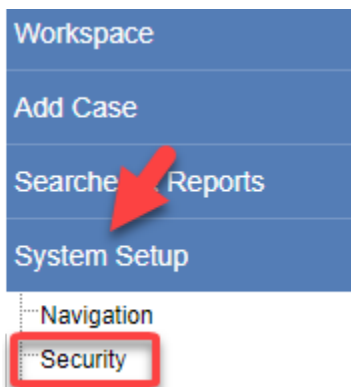 Workspace
Add Case
Searche Reports
System Setup
Navigation
Security